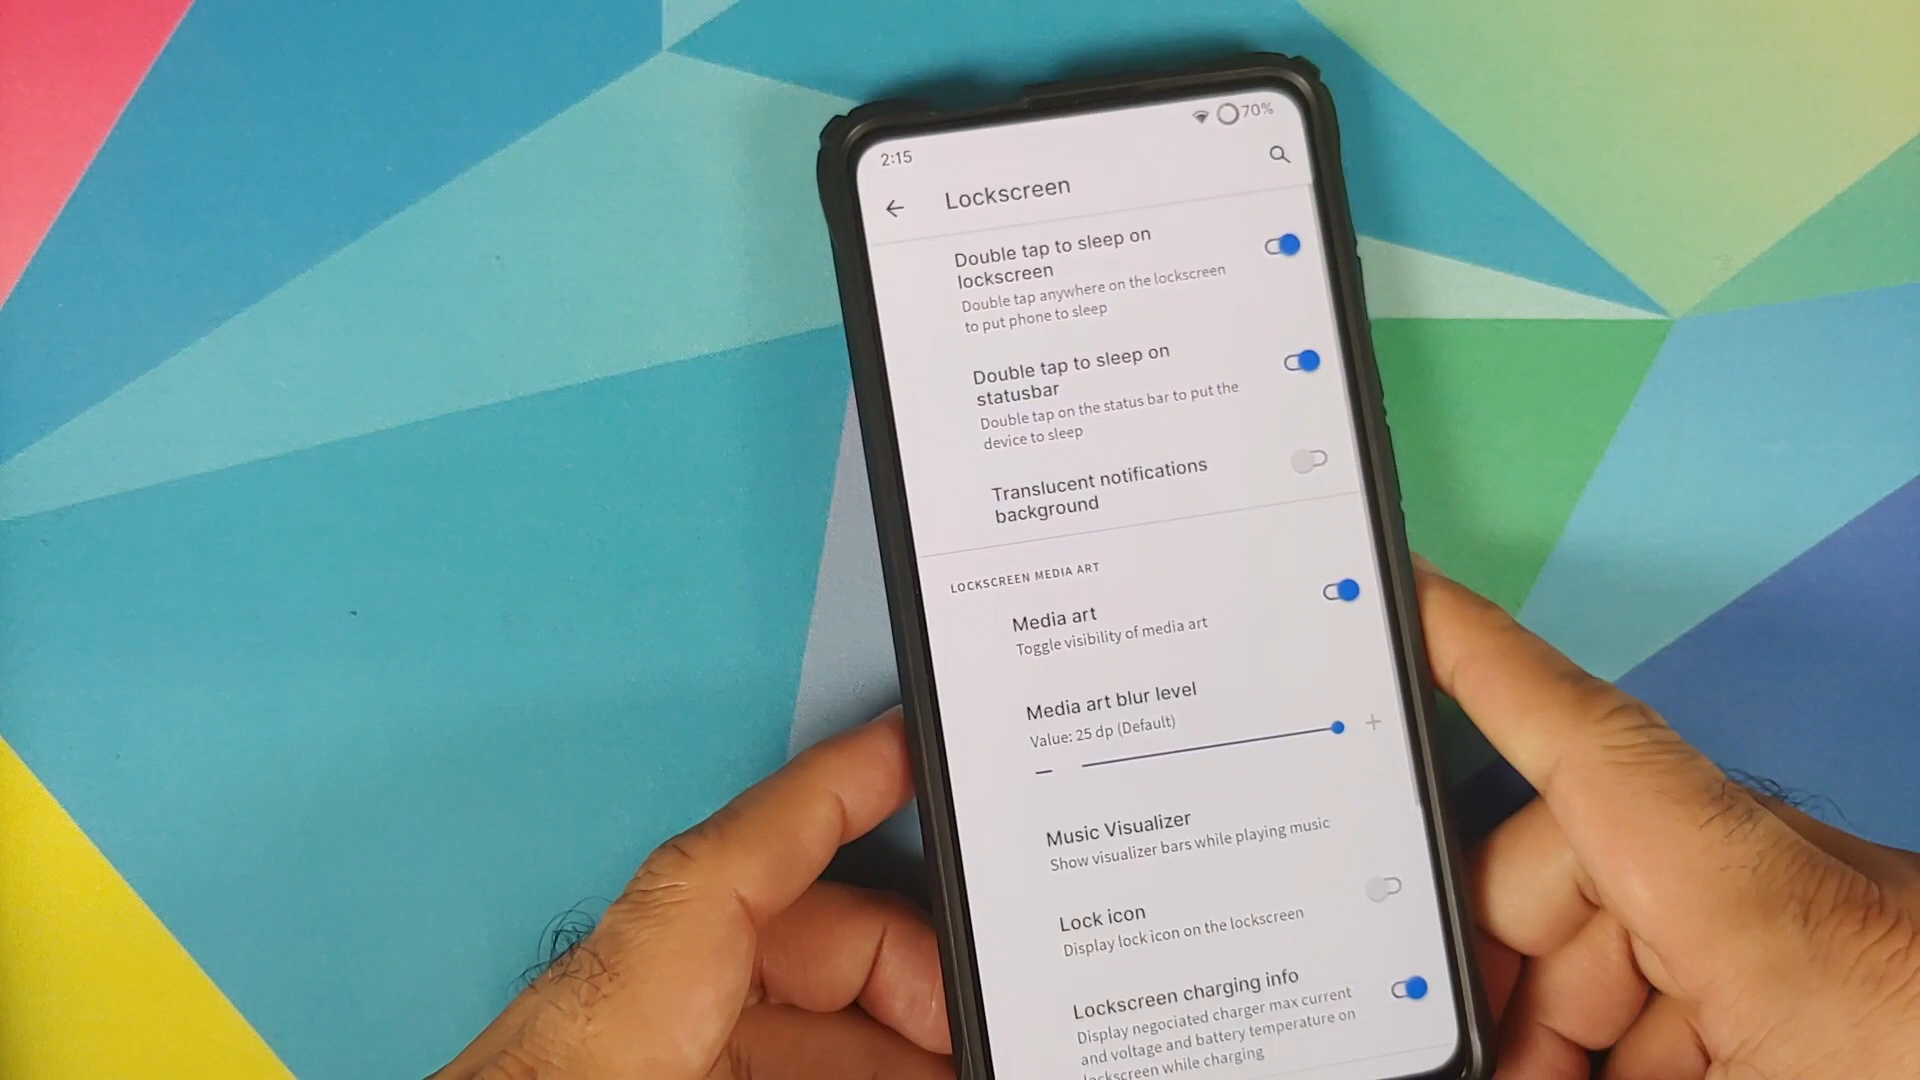 2:15
70%
Lockscreen
Double tap to sleep on
lockscreen
Double tap anywhere on the lockscreen
to put phone to sleep
Double tap to sleep on
statusbar
Double tap on the status bar to put the
device to sleep
Translucent notifications
background
LOCKSCREEN MEDIA ART
Media art
Toggle visibility of media art
Media art blur level
Value: 25 dp (Default)
Music Visualizer
Show visualizer bars while playing music
Lock icon
Display lock icon on the lockscreen
Lockscreen charging info
Display negociated charger max current
and voltage and battery temperature on
lockscreen while charging